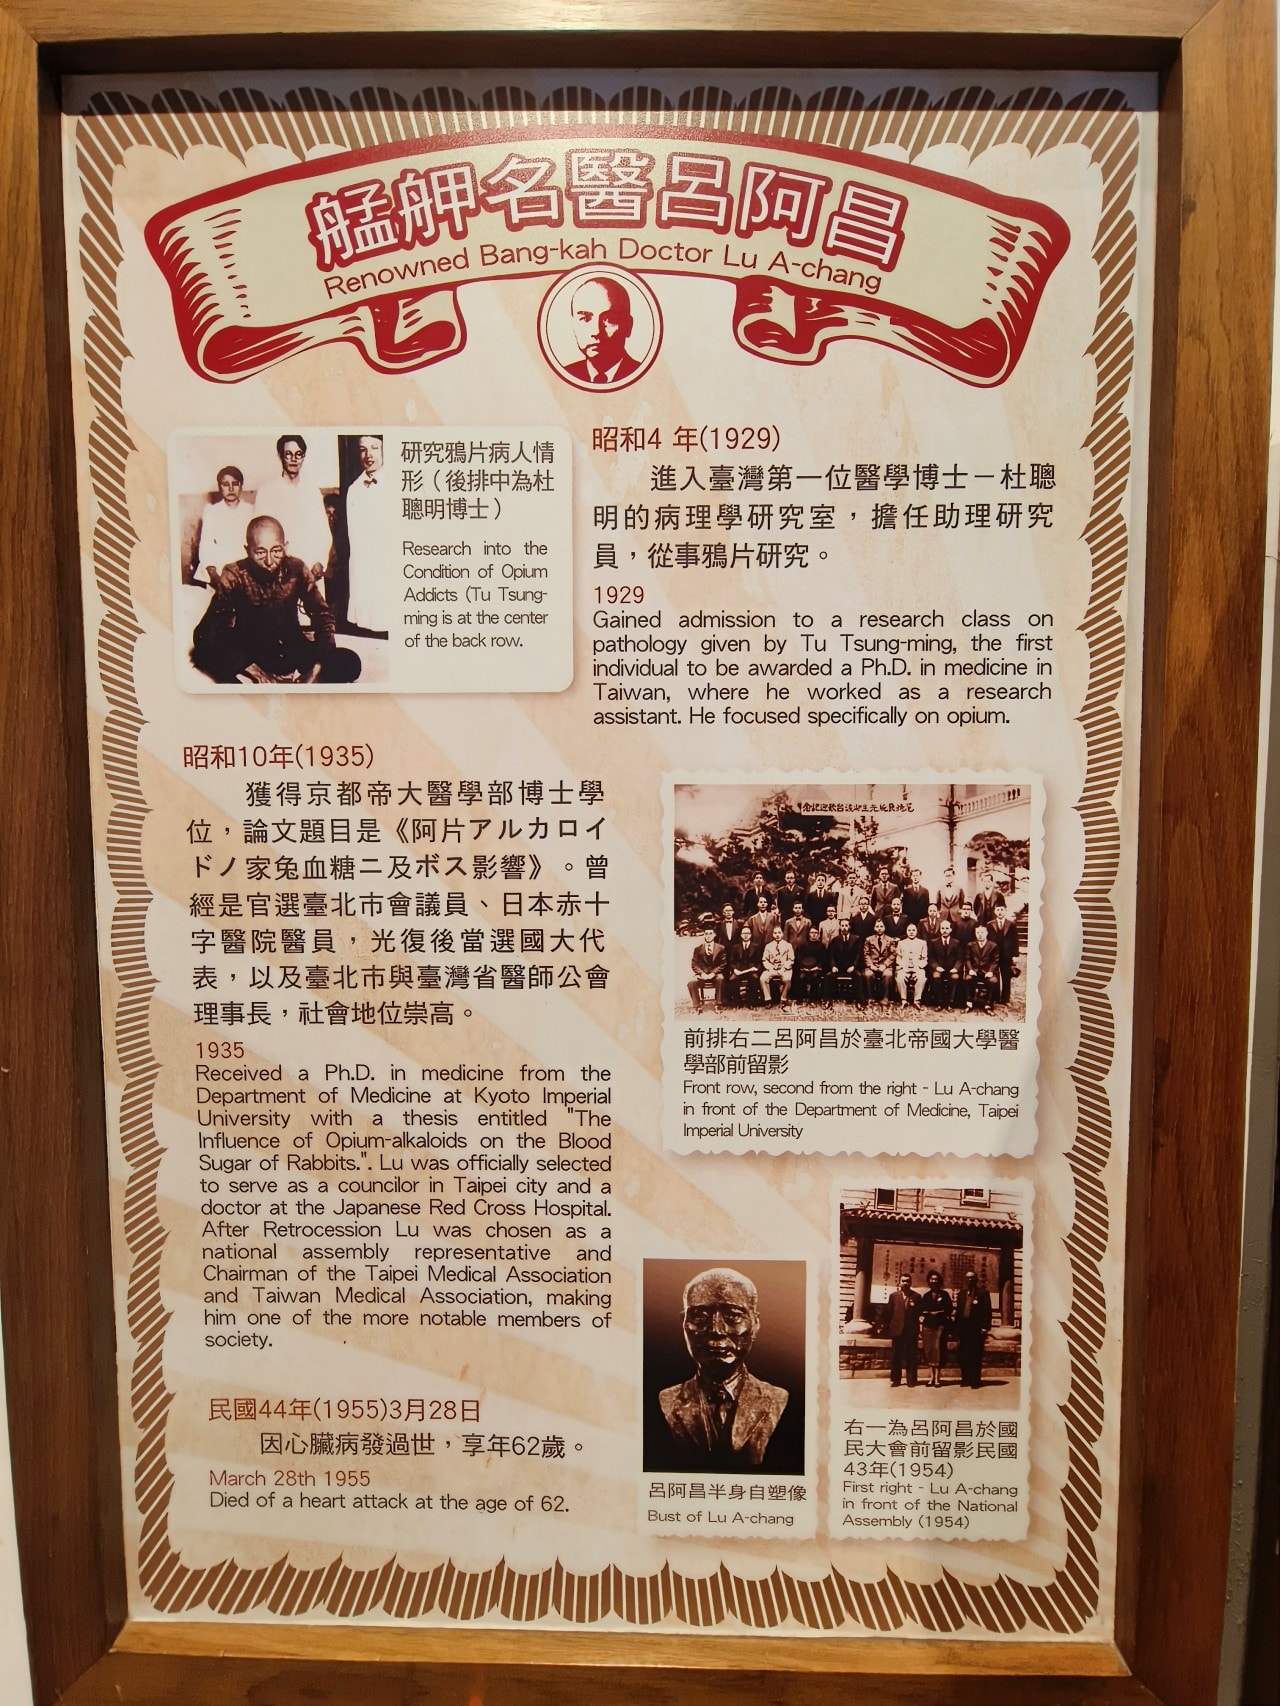 艋舺名醫呂阿昌
Renowned Bang-kah Doctor Lu A-chang
研究鴉片病人情
形（後排中為杜
聰明博士）
Research into the
Condition of Opium
Addicts (Tu Tsung-
ming is at the center
of the back row.
昭和4 年(1929)
進入臺灣第一位醫學博士－杜聰
明的病理學研究室，擔任助理研究
員，從事鴉片研究。
1929
Gained admission to a research class on
pathology given by Tu Tsung-ming, the first
individual to be awarded a Ph.D. in medicine in
Taiwan, where he worked as a research
assistant. He focused specifically on opium.
昭和10年(1935)
獲得京都帝大醫學部博士學
位，論文題目是《阿片アルカロイ
ドノ家兔血糖ニ及ボス影響》。曾
經是官選臺北市會議員、日本赤十
字醫院醫員，光復後當選國大代
表，以及臺北市與臺灣省醫師公會
理事長，社會地位崇高。
1935
Received a Ph.D. in medicine from the
Department of Medicine at Kyoto Imperial
University with a thesis entitled "The
Influence of Opium-alkaloids on the Blood
Sugar of Rabbits.". Lu was officially selected
to serve as a councilor in Taipei city and a
doctor at the Japanese Red Cross Hospital.
After Retrocession Lu was chosen as a
national assembly representative and
Chairman of the Taipei Medical Association
and Taiwan Medical Association, making
him one of the more notable members of
society.
前排右二呂阿昌於臺北帝國大學醫
學部前留影
Front row, second from the right - Lu A-chang
in front of the Department of Medicine, Taipei
Imperial University
民國44年(1955)3月28日
因心臟病發過世，享年62歲。
March 28th 1955
Died of a heart attack at the age of 62.
呂阿昌半身自塑像
Bust of Lu A-chang
右一為呂阿昌於國
民大會前留影民國
43年(1954)
First right - Lu A-chang
in front of the National
Assembly (1954)